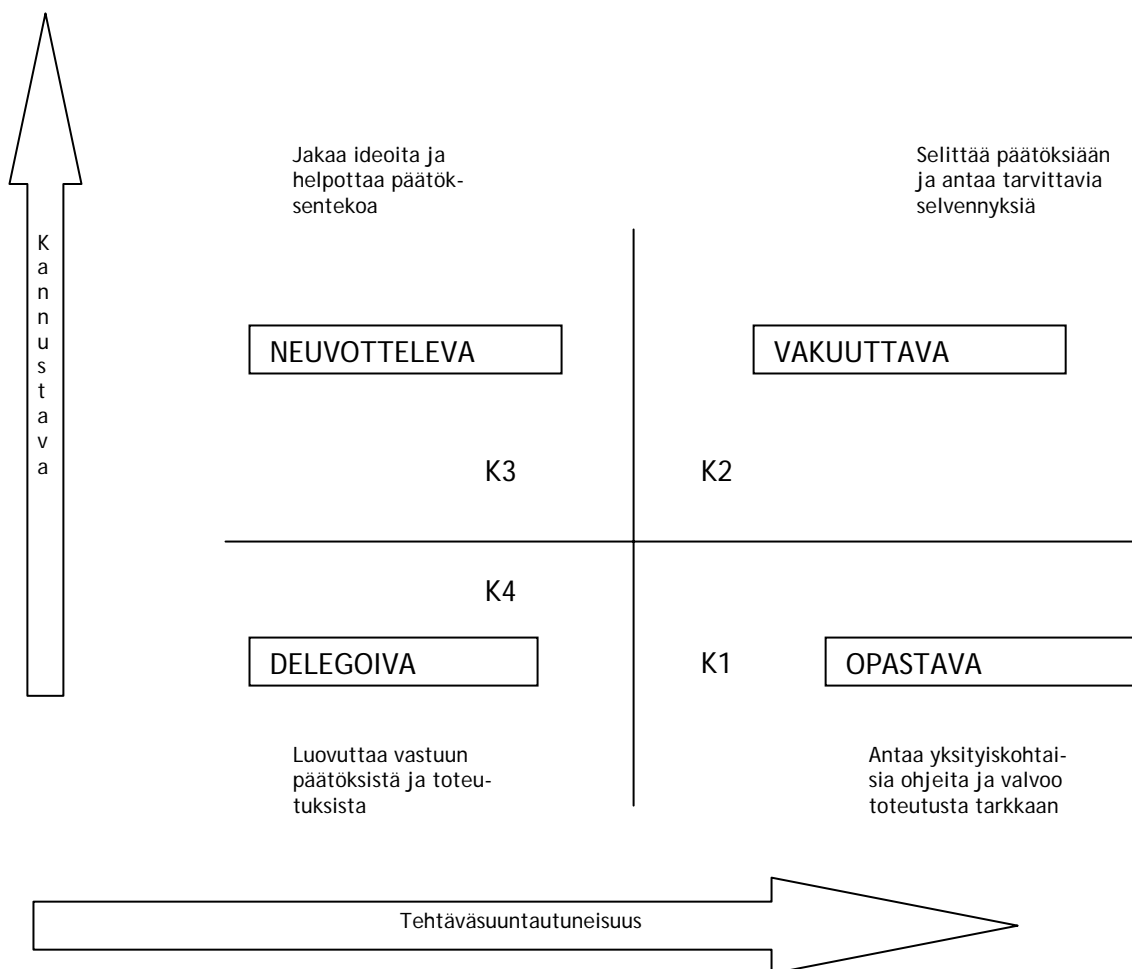 Jakaa ideoita ja
helpottaa päätök-
sentekoa
Selittää päätöksiään
ja antaa tarvittavia
selvennyksiä
Kannustava
NEUVOTTELEVA
VAKUUTTAVA
K3
K2
K4
DELEGOIVA
K1
OPASTAVA
Luovuttaa vastuun
päätöksistä ja toteu-
tuksista
Antaa yksityiskohtai-
sia ohjeita ja valvoo
toteutusta tarkkaan
Tehtäväsuuntautuneisuus